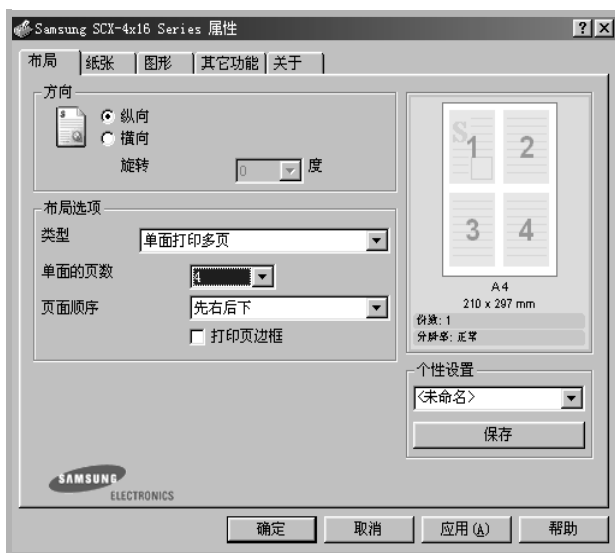 Samsung SCX-4x16 Series 属性
布局 纸张 图形 其它功能 关于
方向
纵向
横向
旋转 0 度
布局选项
类型 单面打印多页
单面的页数 4
页面顺序 先右后下
打印页边框
S
1 2
3 4
A4
210 x 297 mm
份数: 1
分辨率: 正常
个性设置
<未命名>
保存
SAMSUNG
ELECTRONICS
确定 取消 应用(A) 帮助